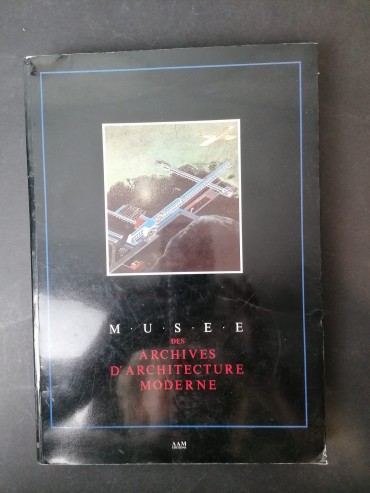 M·U·S·E·E
DES
ARCHIVES
D'ARCHITECTURE
MODERNE
AAM